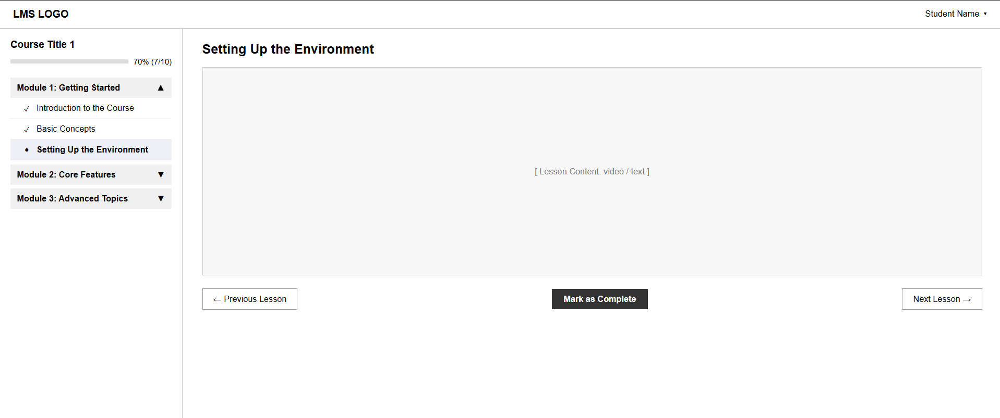 LMS LOGO
Student Name ▾
Course Title 1
70% (7/10)
Module 1: Getting Started ▲
✓ Introduction to the Course
✓ Basic Concepts
● Setting Up the Environment
Module 2: Core Features ▼
Module 3: Advanced Topics ▼
Setting Up the Environment
[ Lesson Content: video / text ]
← Previous Lesson
Mark as Complete
Next Lesson →